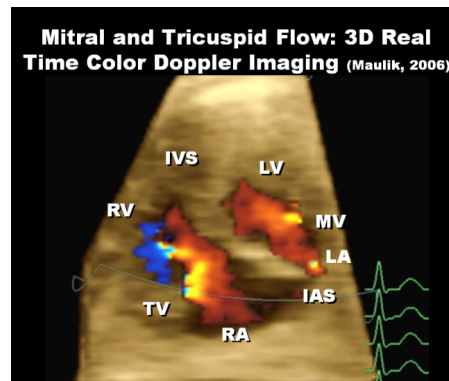 Mitral and Tricuspid Flow: 3D Real
Time Color Doppler Imaging (Maulik, 2006)
IVS
LV
RV
MV
LA
IAS
TV
RA